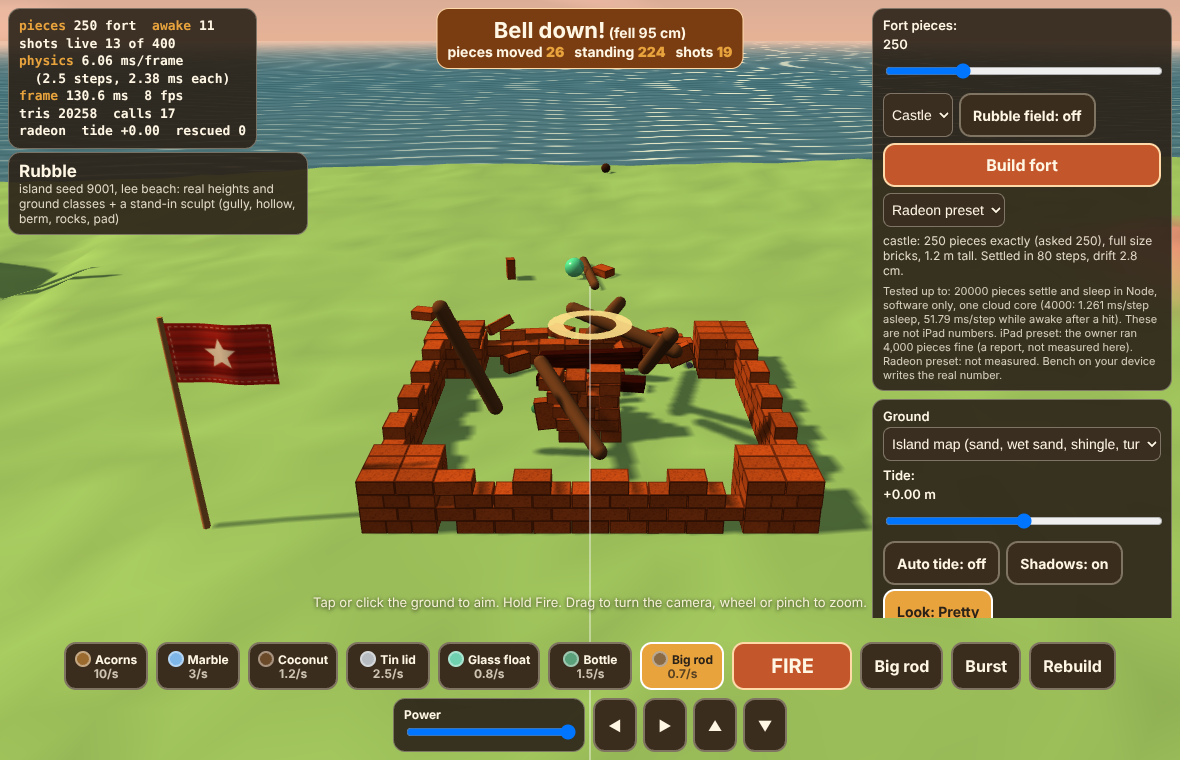 pieces 250 fort awake 11
shots live 13 of 400
physics 6.06 ms/frame
(2.5 steps, 2.38 ms each)
frame 130.6 ms 8 fps
tris 20258 calls 17
radeon tide +0.00 rescued 0
Rubble
island seed 9001, lee beach: real heights and
ground classes + a stand-in sculpt (gully, hollow,
berm, rocks, pad)
Bell down! (fell 95 cm)
pieces moved 26 standing 224 shots 19
Fort pieces:
250
Castle
Rubble field: off
Build fort
Radeon preset
castle: 250 pieces exactly (asked 250), full size
bricks, 1.2 m tall. Settled in 80 steps, drift 2.8
cm.
Tested up to: 20000 pieces settle and sleep in Node,
software only, one cloud core (4000: 1.261 ms/step
asleep, 51.79 ms/step while awake after a hit). These
are not iPad numbers. iPad preset: the owner ran
4,000 pieces fine (a report, not measured here).
Radeon preset: not measured. Bench on your device
writes the real number.
Ground
Island map (sand, wet sand, shingle, tur
Tide:
+0.00 m
Auto tide: off
Shadows: on
Look: Pretty
Tap or click the ground to aim. Hold Fire. Drag to turn the camera, wheel or pinch to zoom.
Acorns
10/s
Marble
3/s
Coconut
1.2/s
Tin lid
2.5/s
Glass float
0.8/s
Bottle
1.5/s
Big rod
0.7/s
FIRE
Big rod
Burst
Rebuild
Power